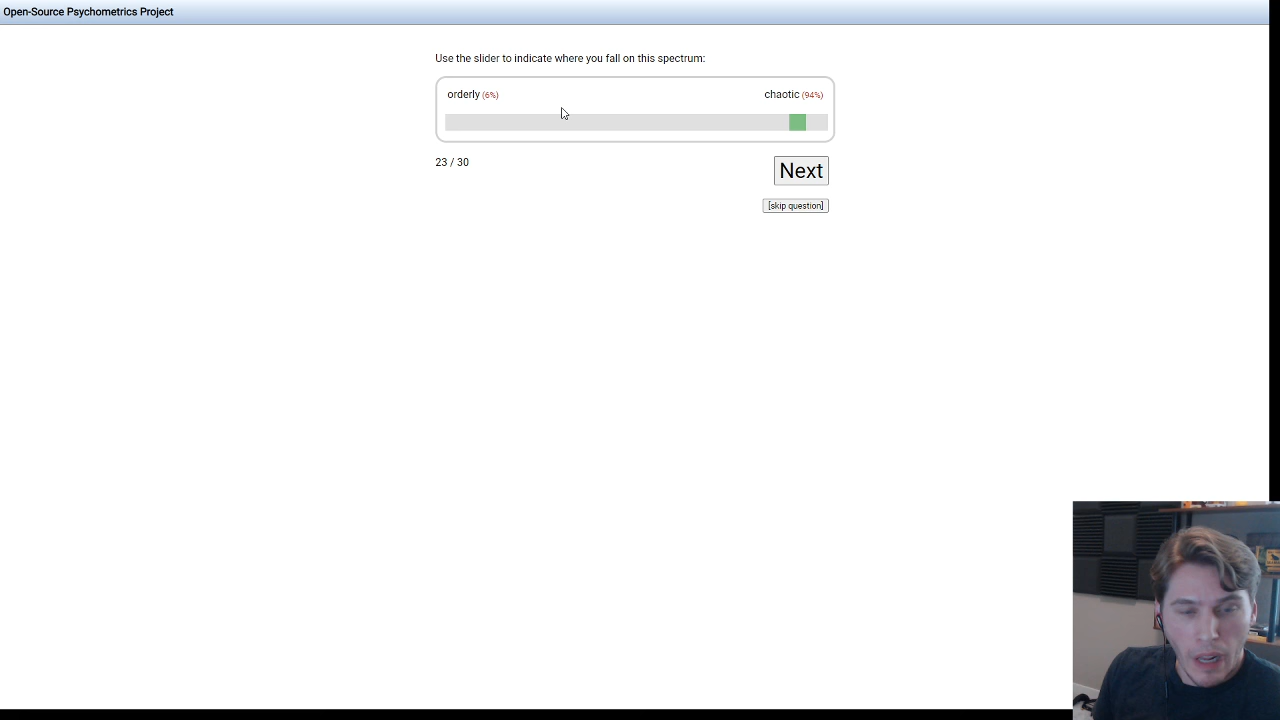 Open-Source Psychometrics Project
Use the slider to indicate where you fall on this spectrum:
orderly (6%) chaotic (94%)
23 / 30
Next
[skip question]